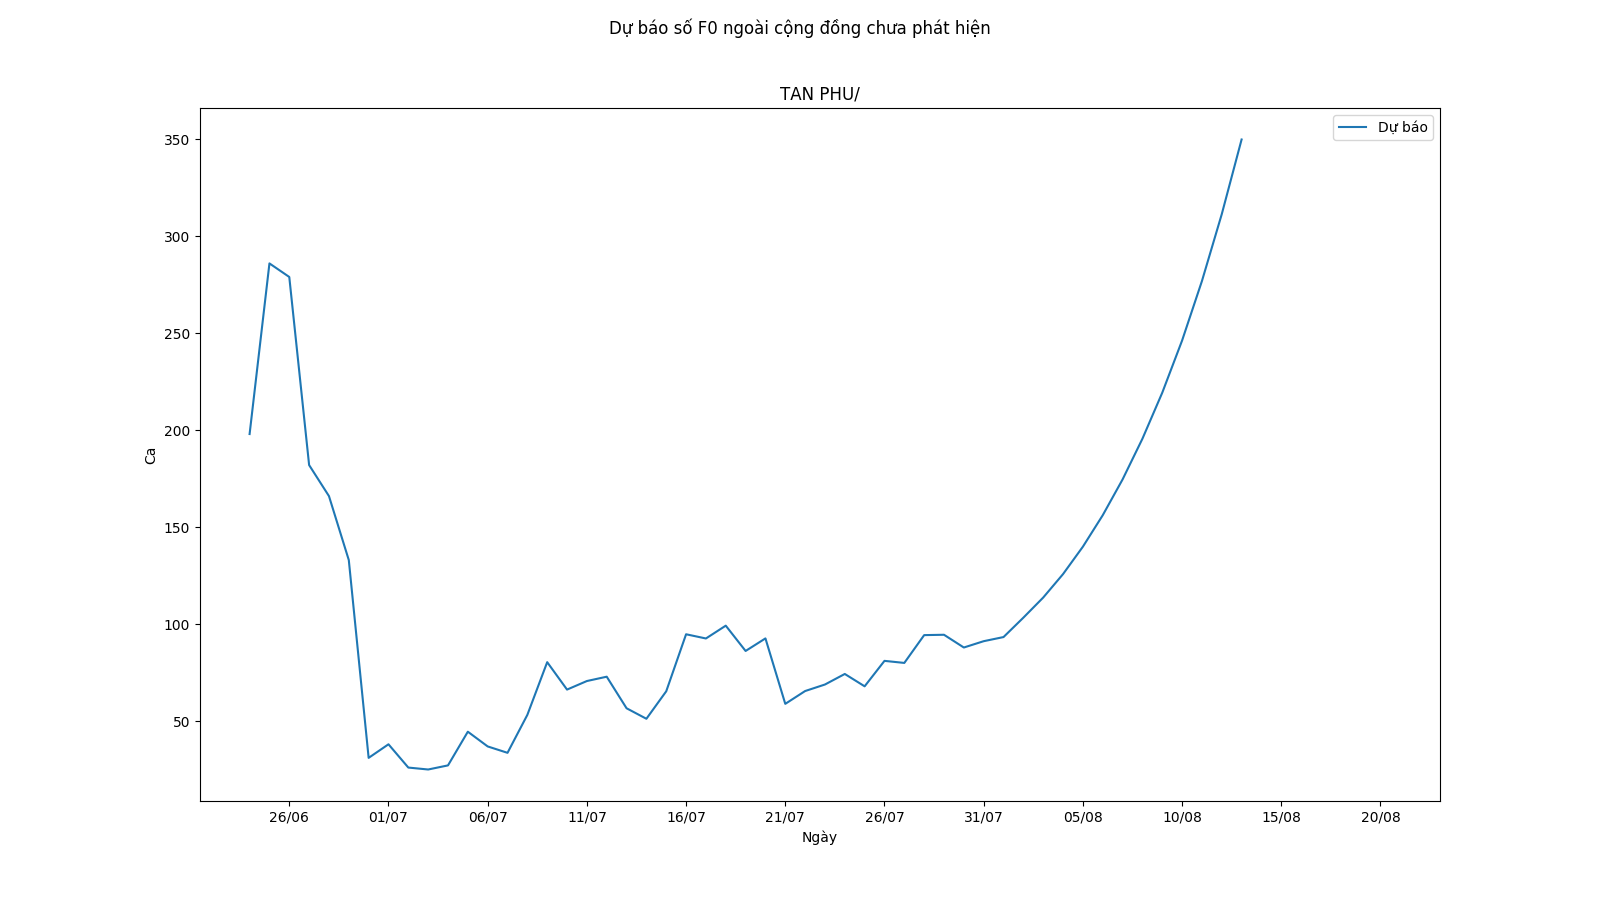 Dự báo số F0 ngoài cộng đồng chưa phát hiện
TAN PHU/
Dự báo
350
300
250
200
150
100
50
Ca
26/06 01/07 06/07 11/07 16/07 21/07 26/07 31/07 05/08 10/08 15/08 20/08
Ngày